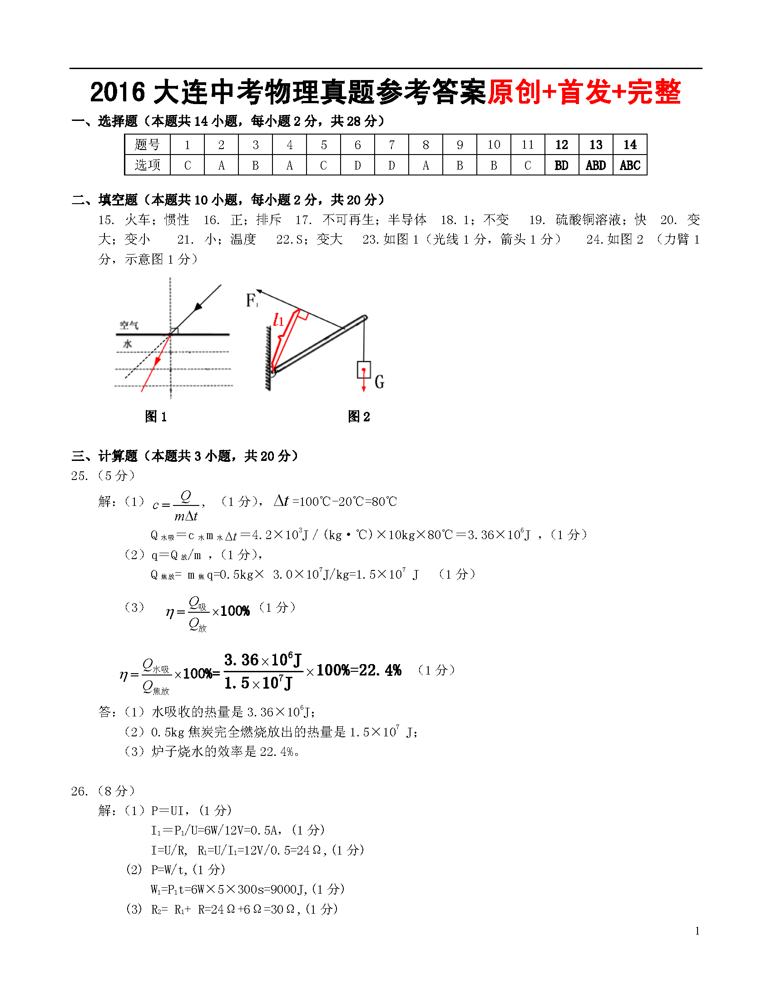 2016大连中考物理真题参考答案原创+首发+完整
一、选择题（本题共14小题，每小题2分，共28分）
题号 1 2 3 4 5 6 7 8 9 10 11 12 13 14
选项 C A B A C D D A B B C BD ABD ABC
二、填空题（本题共10小题，每小题2分，共20分）
15. 火车；惯性 16. 正；排斥 17. 不可再生；半导体 18.1；不变 19. 硫酸铜溶液；快 20. 变
大；变小 21. 小；温度 22.S；变大 23.如图1（光线1分，箭头1分） 24.如图2 （力臂1
分，示意图1分）
空气
水
F₁
l1
G
图1 图2
三、计算题（本题共3小题，共20分）
25.（5分）
解：（1）c=Q/(mΔt)，（1分），Δt=100℃-20℃=80℃
Q水吸＝c水m水Δt＝4.2×10³J／(kg·℃)×10kg×80℃＝3.36×10⁶J ，（1分）
（2）q＝Q放/m ，（1分），
Q焦放= m焦q=0.5kg× 3.0×10⁷J/kg=1.5×10⁷ J （1分）
（3） η=Q吸/Q放×100%（1分）
η=Q水吸/Q焦放×100%=3.36×10⁶J/1.5×10⁷J×100%=22.4% （1分）
答：（1）水吸收的热量是3.36×10⁶J；
（2）0.5kg焦炭完全燃烧放出的热量是1.5×10⁷ J；
（3）炉子烧水的效率是22.4%。
26.（8分）
解：（1）P＝UI，(1分)
I₁＝P₁/U=6W/12V=0.5A，(1分)
I=U/R, R₁=U/I₁=12V/0.5=24Ω,(1分)
(2) P=W/t,(1分)
W₁=P₁t=6W×5×300s=9000J,(1分)
(3) R₂= R₁+ R=24Ω+6Ω=30Ω,(1分)
1